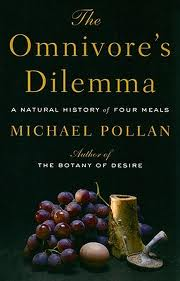 The
Omnivore's
Dilemma
A NATURAL HISTORY of FOUR MEALS
MICHAEL POLLAN
Author of
THE BOTANY OF DESIRE